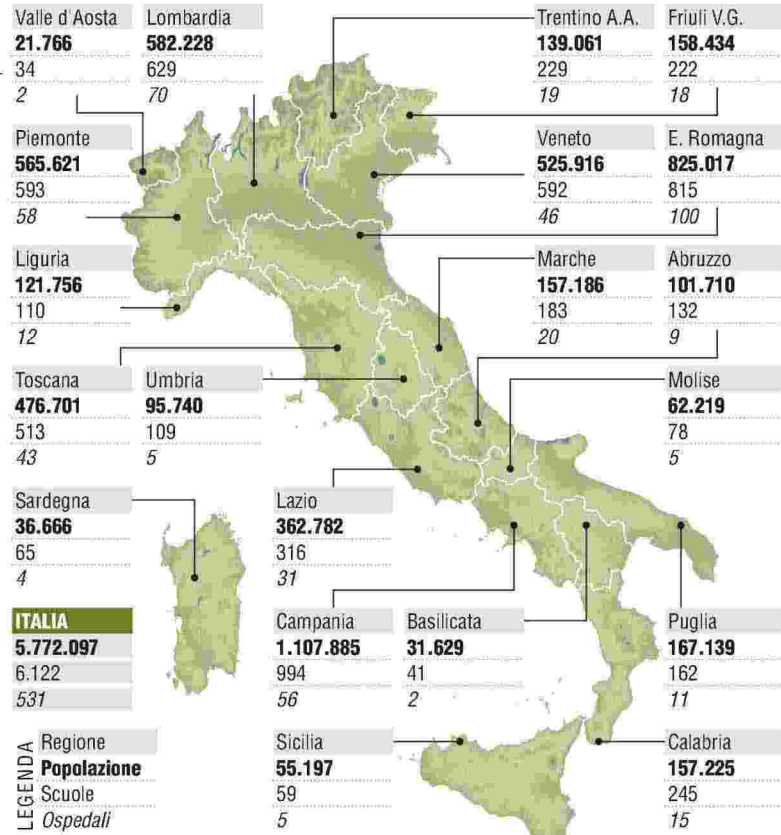 Valle d'Aosta
21.766
34
2
Lombardia
582.228
629
70
Trentino A.A.
139.061
229
19
Friuli V.G.
158.434
222
18
Piemonte
565.621
593
58
Veneto
525.916
592
46
E. Romagna
825.017
815
100
Liguria
121.756
110
12
Marche
157.186
183
20
Abruzzo
101.710
132
9
Toscana
476.701
513
43
Umbria
95.740
109
5
Molise
62.219
78
5
Sardegna
36.666
65
4
Lazio
362.782
316
31
ITALIA
5.772.097
6.122
531
Campania
1.107.885
994
56
Basilicata
31.629
41
2
Puglia
167.139
162
11
LEGENDA
Regione
Popolazione
Scuole
Ospedali
Sicilia
55.197
59
5
Calabria
157.225
245
15